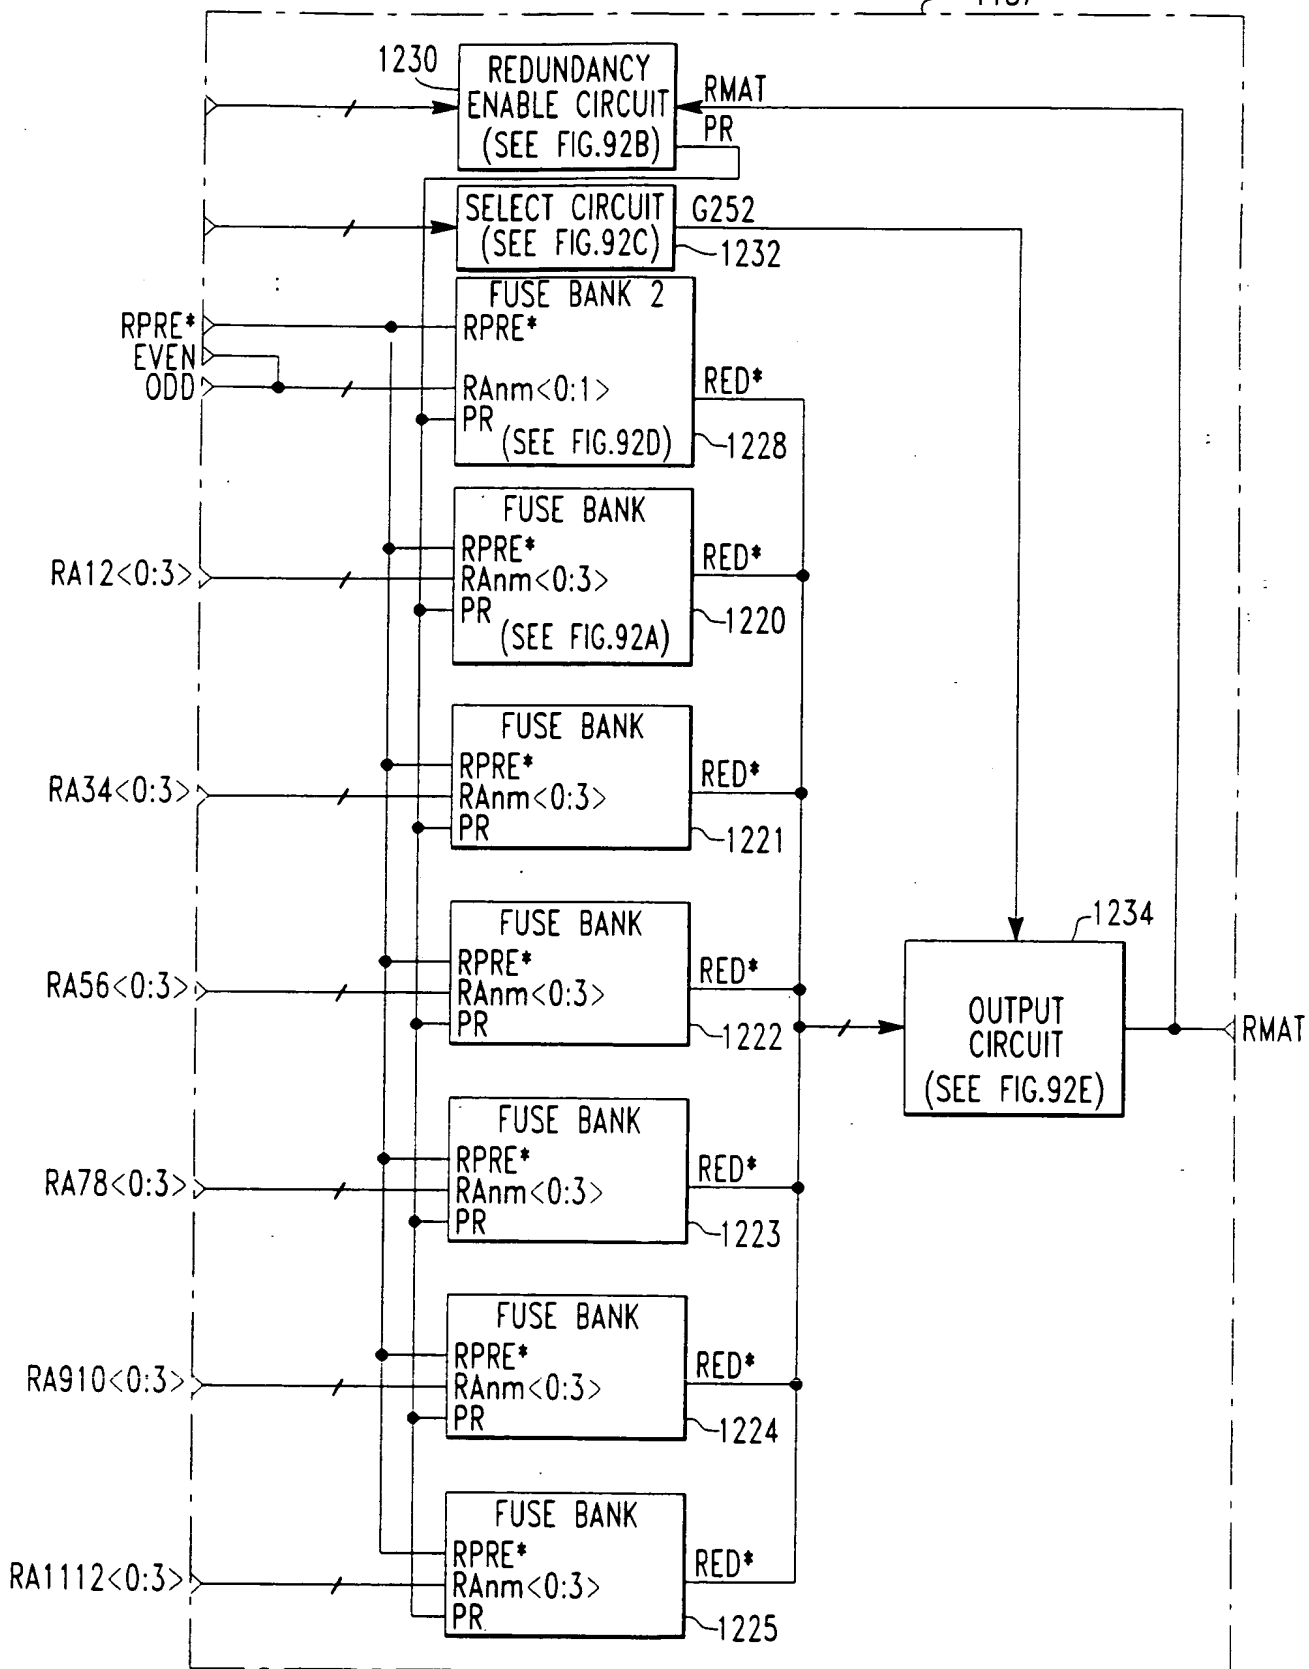 1230
REDUNDANCY
ENABLE CIRCUIT
(SEE FIG.92B)
RMAT
PR
SELECT CIRCUIT
(SEE FIG.92C)
G252
1232
RPRE*
EVEN
ODD
FUSE BANK 2
RPRE*
RAnm<0:1>
PR
(SEE FIG.92D)
RED*
1228
RA12<0:3>
FUSE BANK
RPRE*
RAnm<0:3>
PR
(SEE FIG.92A)
RED*
1220
RA34<0:3>
FUSE BANK
RPRE*
RAnm<0:3>
PR
RED*
1221
RA56<0:3>
FUSE BANK
RPRE*
RAnm<0:3>
PR
RED*
1222
1234
OUTPUT
CIRCUIT
(SEE FIG.92E)
RMAT
RA78<0:3>
FUSE BANK
RPRE*
RAnm<0:3>
PR
RED*
1223
RA910<0:3>
FUSE BANK
RPRE*
RAnm<0:3>
PR
RED*
1224
RA1112<0:3>
FUSE BANK
RPRE*
RAnm<0:3>
PR
RED*
1225